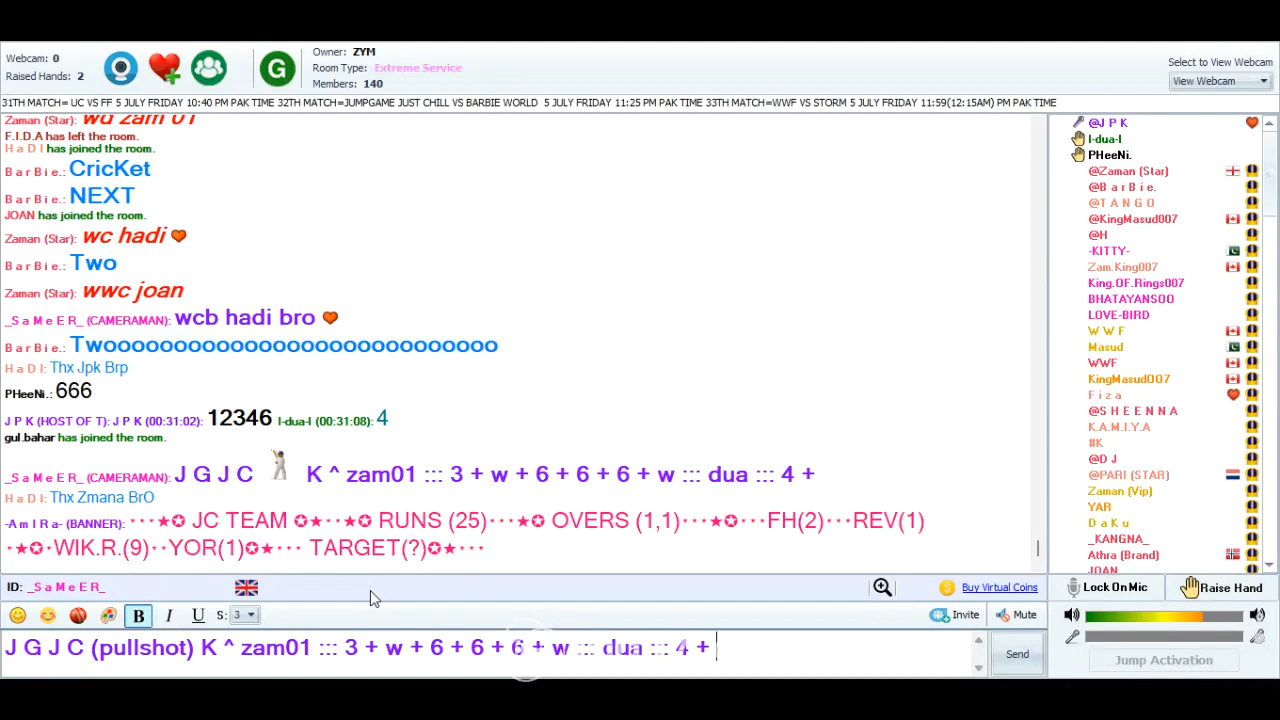 Webcam: 0
Raised Hands: 2
G
Owner: ZYM
Room Type: Extreme Service
Members: 140
Select to View Webcam
View Webcam
31TH MATCH= UC VS FF 5 JULY FRIDAY 10:40 PM PAK TIME 32TH MATCH=JUMPGAME JUST CHILL VS BARBIE WORLD 5 JULY FRIDAY 11:25 PM PAK TIME 33TH MATCH=WWF VS STORM 5 JULY FRIDAY 11:59(12:15AM) PM PAK TIME
Zaman (Star): wd zam 01
F.I.D.A has left the room.
H a D I has joined the room.
B a r B i e.: CricKet
B a r B i e.: NEXT
JOAN has joined the room.
Zaman (Star): wc hadi
B a r B i e.: Two
Zaman (Star): wwc joan
_S a M e E R_ (CAMERAMAN): wcb hadi bro
B a r B i e.: Twoooooooooooooooooooooooooooo
H a D I: Thx Jpk Brp
PHeeNi.: 666
J P K (HOST OF T): J P K (00:31:02): 12346 I-dua-I (00:31:08): 4
gul.bahar has joined the room.
_S a M e E R_ (CAMERAMAN): J G J C K ^ zam01 ::: 3 + w + 6 + 6 + 6 + w ::: dua ::: 4 +
H a D I: Thx Zmana BrO
-A m I R a- (BANNER): ···★✪ JC TEAM ✪★··★✪ RUNS (25)···★✪ OVERS (1,1)···★✪···FH(2)···REV(1)
·★✪·WIK.R.(9)··YOR(1)✪★··· TARGET(?)✪★···
@J P K
I-dua-I
PHeeNi.
@Zaman (Star)
@B a r B i e.
@T A N G O
@KingMasud007
@H
-KITTY-
Zam.King007
King.OF.Rings007
BHATAYANSOO
LOVE-BIRD
W W F
Masud
WWF
KingMasudOO7
F i z a
@S H E E N N A
K.A.M.I.Y.A
#K
@D J
@PARI (STAR)
Zaman (Vip)
YAR
D a K u
_KANGNA_
Athra (Brand)
JOAN
ID: _S a M e E R_
Buy Virtual Coins
Lock On Mic
Raise Hand
B I U S: 3
Invite
Mute
J G J C (pullshot) K ^ zam01 ::: 3 + w + 6 + 6 + 6 + w ::: dua ::: 4 +
Send
Jump Activation